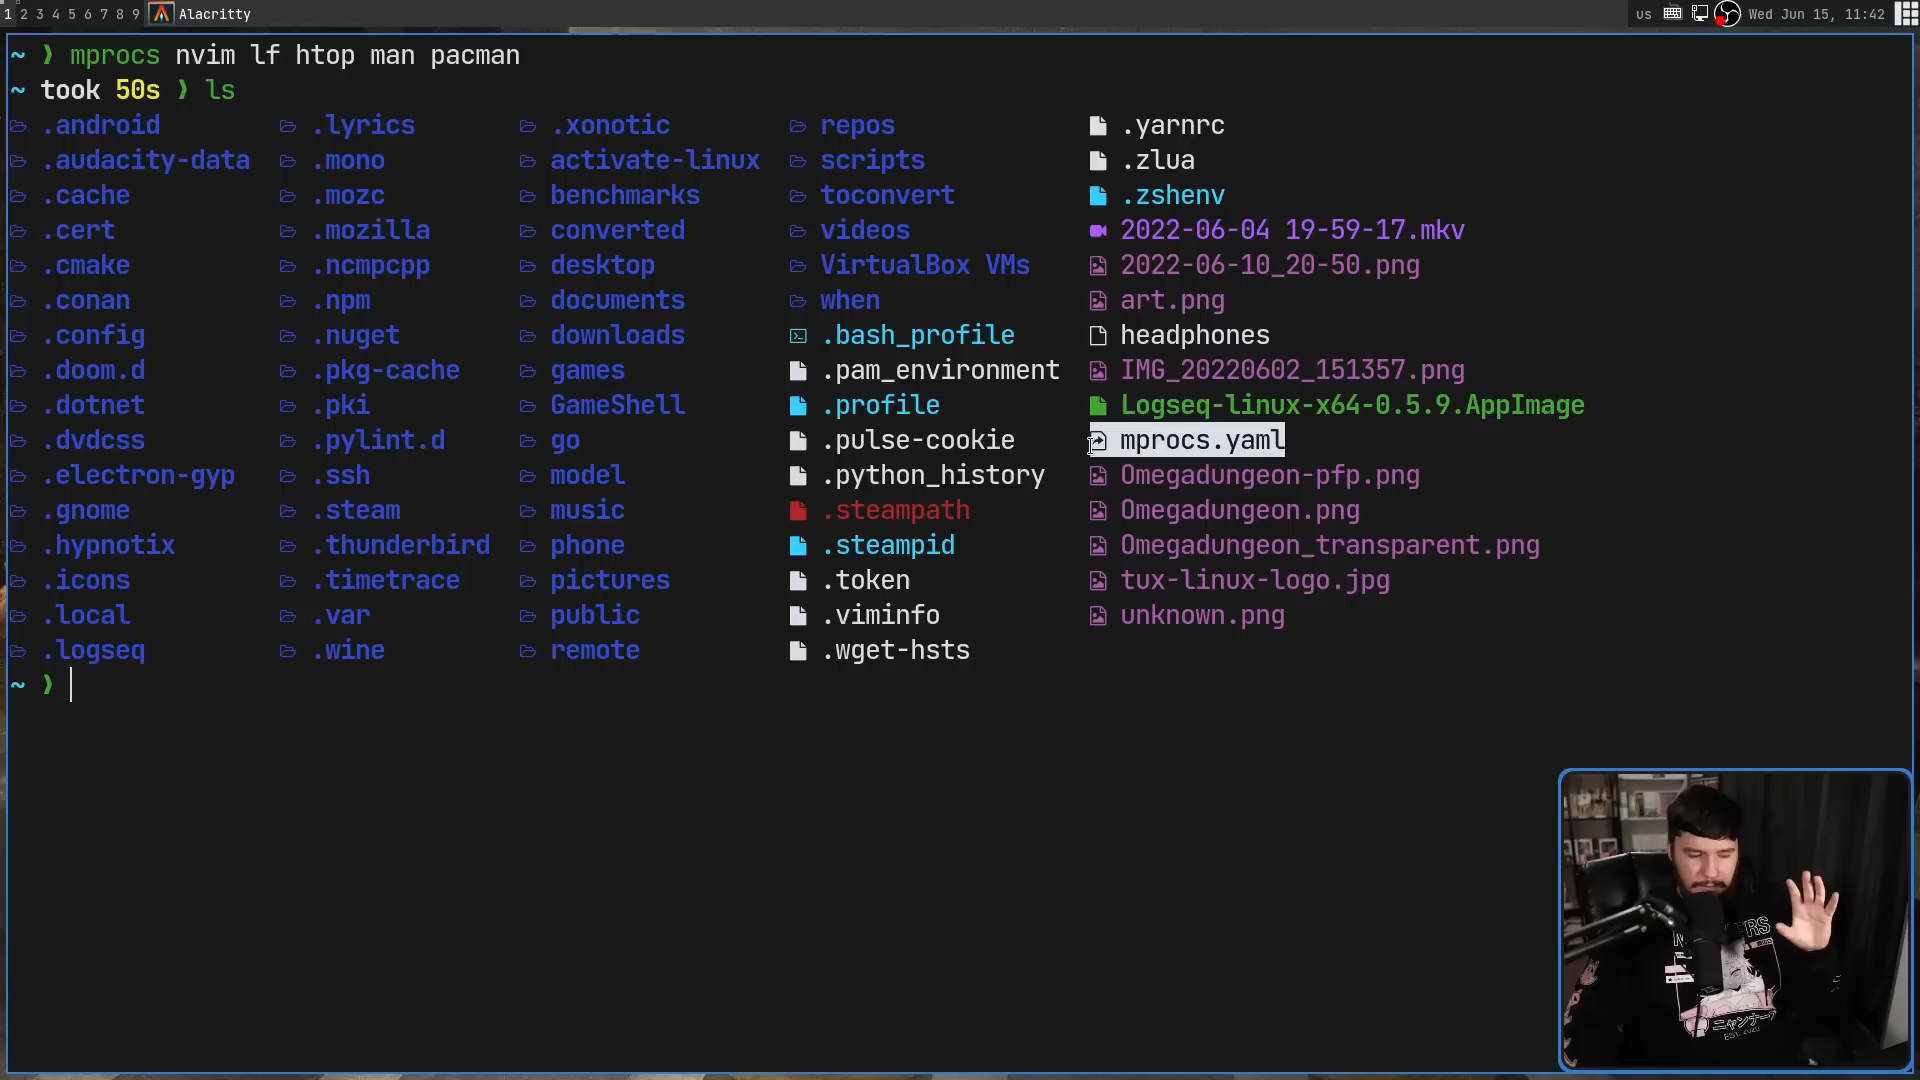 1 2 3 4 5 6 7 8 9 Alacritty us Wed Jun 15, 11:42
~ ❱ mprocs nvim lf htop man pacman
~ took 50s ❱ ls
.android .lyrics .xonotic repos .yarnrc
.audacity-data .mono activate-linux scripts .zlua
.cache .mozc benchmarks toconvert .zshenv
.cert .mozilla converted videos 2022-06-04 19-59-17.mkv
.cmake .ncmpcpp desktop VirtualBox VMs 2022-06-10_20-50.png
.conan .npm documents when art.png
.config .nuget downloads .bash_profile headphones
.doom.d .pkg-cache games .pam_environment IMG_20220602_151357.png
.dotnet .pki GameShell .profile Logseq-linux-x64-0.5.9.AppImage
.dvdcss .pylint.d go .pulse-cookie mprocs.yaml
.electron-gyp .ssh model .python_history Omegadungeon-pfp.png
.gnome .steam music .steampath Omegadungeon.png
.hypnotix .thunderbird phone .steampid Omegadungeon_transparent.png
.icons .timetrace pictures .token tux-linux-logo.jpg
.local .var public .viminfo unknown.png
.logseq .wine remote .wget-hsts
~ ❱